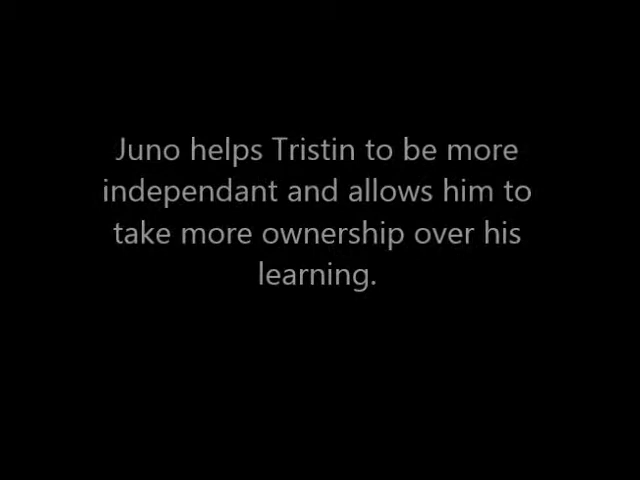 Juno helps Tristin to be more
independant and allows him to
take more ownership over his
learning.